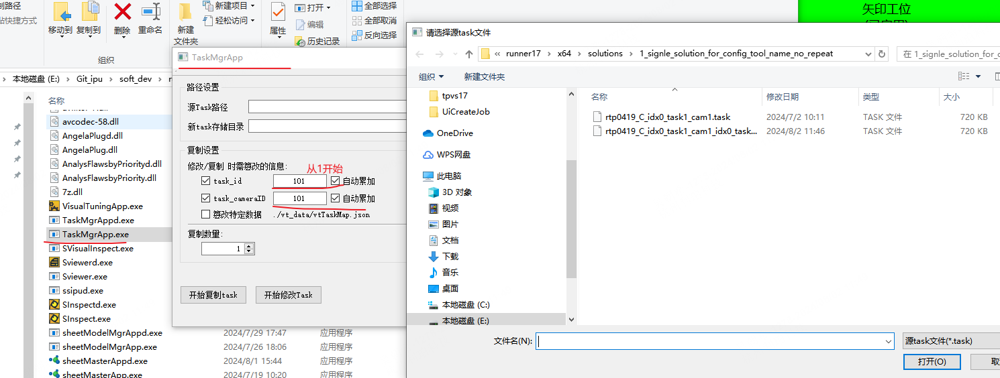 制路径
占快捷方式
移动到
复制到
删除
重命名
组织
新建
文件夹
新建项目
轻松访问
属性
打开
编辑
历史记录
全部选择
全部取消
反向选择
矢印工位
本地磁盘 (E:)
Git_ipu
soft_dev
名称
avcodec-58.dll
AngelaPlugd.dll
AngelaPlug.dll
AnalysFlawsbyPriorityd.dll
AnalysFlawsbyPriority.dll
7z.dll
VisualTuningApp.exe
TaskMgrAppd.exe
TaskMgrApp.exe
SVisualInspect.exe
Sviewerd.exe
Sviewer.exe
ssipud.exe
SInspectd.exe
SInspect.exe
sheetModelMgrAppd.exe 2024/7/29 17:47 应用程序
sheetModelMgrApp.exe 2024/7/26 18:06 应用程序
sheetMasterAppd.exe 2024/8/1 15:44 应用程序
sheetMasterApp.exe 2024/7/19 10:20 应用程序
TaskMgrApp
路径设置
源Task路径
新task存储目录
复制设置
修改/复制 时需篡改的信息:
从1开始
task_id 101 自动累加
task_cameraID 101 自动累加
篡改特定数据 ./vt_data/vtTaskMap.json
复制数量:
1
开始复制task
开始修改Task
请选择源task文件
« runner17 › x64 › solutions › 1_signle_solution_for_config_tool_name_no_repeat
在 1_signle_solution_for_c
组织
新建文件夹
tpvs17
UiCreateJob
OneDrive
WPS网盘
此电脑
3D 对象
视频
图片
文档
下载
音乐
桌面
本地磁盘 (C:)
本地磁盘 (E:)
名称 修改日期 类型 大小
rtp0419_C_idx0_task1_cam1.task 2024/7/2 10:11 TASK 文件 720 KB
rtp0419_C_idx0_task1_cam1_idx0_task... 2024/8/2 11:46 TASK 文件 720 KB
文件名(N):
源task文件(*.task)
打开(O)
取